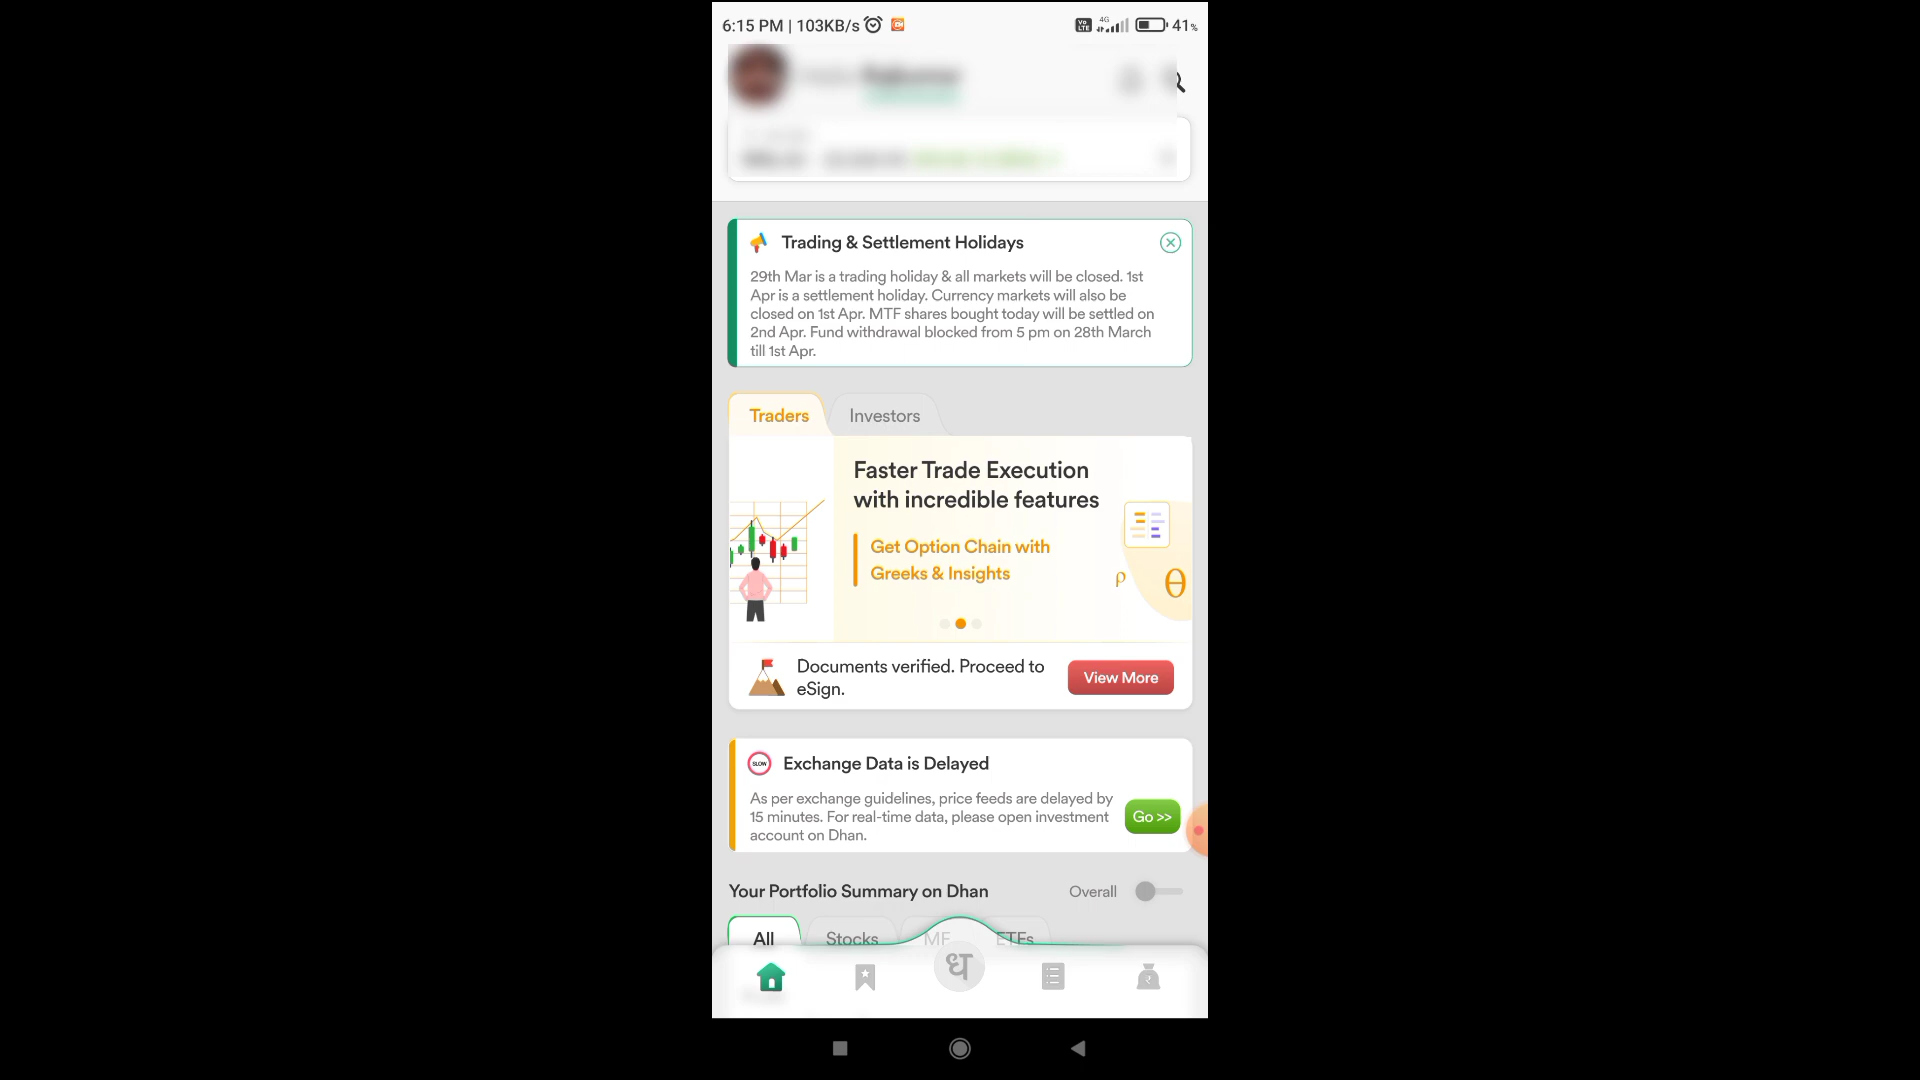 6:15 PM | 103KB/s
Vo LTE 4G 41%
Trading & Settlement Holidays
29th Mar is a trading holiday & all markets will be closed. 1st
Apr is a settlement holiday. Currency markets will also be
closed on 1st Apr. MTF shares bought today will be settled on
2nd Apr. Fund withdrawal blocked from 5 pm on 28th March
till 1st Apr.
Traders Investors
Faster Trade Execution
with incredible features
Get Option Chain with
Greeks & Insights
ρ θ
Documents verified. Proceed to
eSign.
View More
SLOW Exchange Data is Delayed
As per exchange guidelines, price feeds are delayed by
15 minutes. For real-time data, please open investment
account on Dhan.
Go >>
Your Portfolio Summary on Dhan Overall
All Stocks MF ETFs
ध